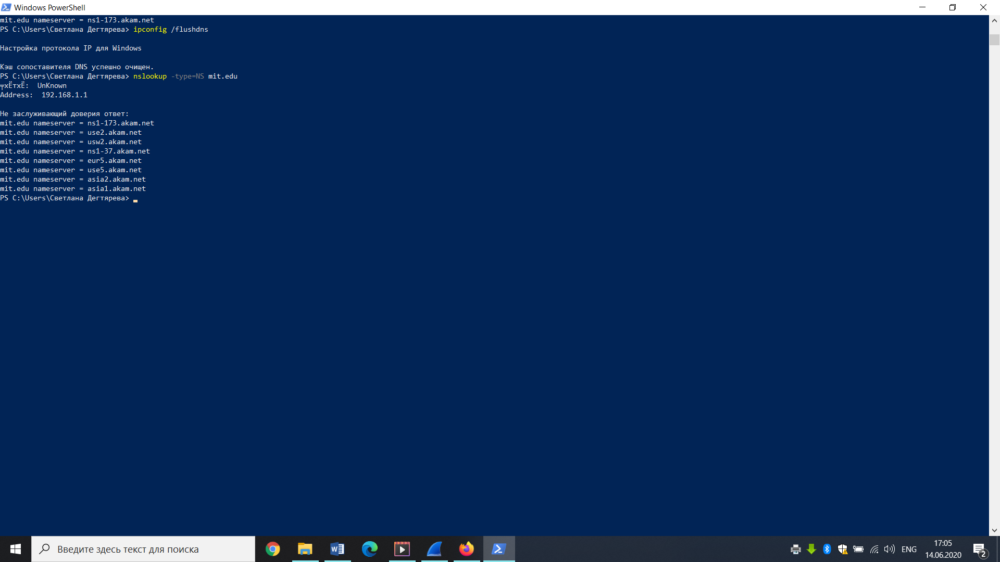 Windows PowerShell
mit.edu nameserver = ns1-173.akam.net
PS C:\Users\Светлана Дегтярева> ipconfig /flushdns
Настройка протокола IP для Windows
Кэш сопоставителя DNS успешно очищен.
PS C:\Users\Светлана Дегтярева> nslookup -type=NS mit.edu
╤хЁтхЁ:  UnKnown
Address:  192.168.1.1
Не заслуживающий доверия ответ:
mit.edu nameserver = ns1-173.akam.net
mit.edu nameserver = use2.akam.net
mit.edu nameserver = usw2.akam.net
mit.edu nameserver = ns1-37.akam.net
mit.edu nameserver = eur5.akam.net
mit.edu nameserver = use5.akam.net
mit.edu nameserver = asia2.akam.net
mit.edu nameserver = asia1.akam.net
PS C:\Users\Светлана Дегтярева>
Введите здесь текст для поиска
ENG
17:05
14.06.2020
2